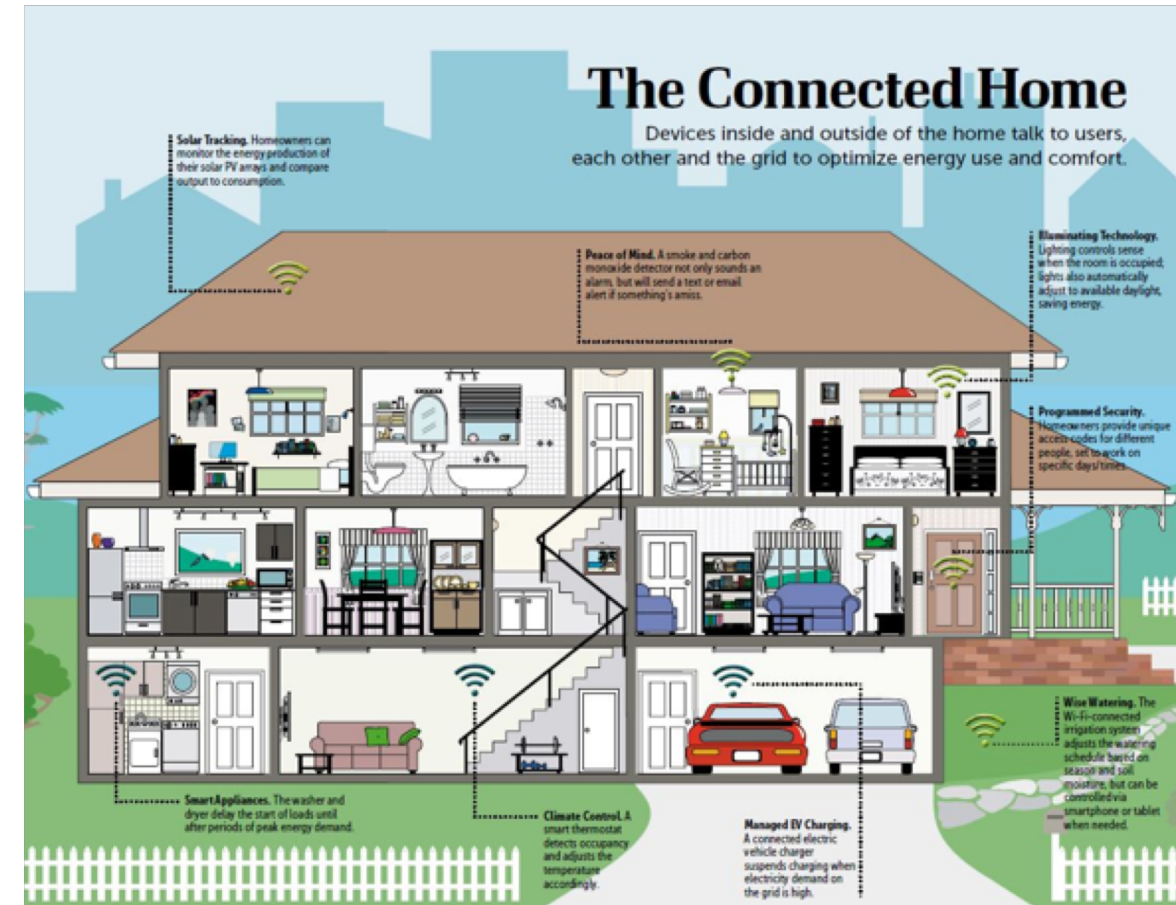 The Connected Home
Devices inside and outside of the home talk to users,
each other and the grid to optimize energy use and comfort.
Solar Tracking. Homeowners can
monitor the energy production of
their solar PV arrays and compare
output to consumption.
Peace of Mind. A smoke and carbon
monoxide detector not only sounds an
alarm, but will send a text or email
alert if something's amiss.
Illuminating Technology.
Lighting controls sense
when the room is occupied;
lights also automatically
adjust to available daylight,
saving energy.
Programmed Security.
Homeowners provide unique
access codes for different
people, set to work on
specific days/times.
Wise Watering. The
Wi-Fi-connected
irrigation system
adjusts the watering
schedule based on
season and soil
moisture, but can be
controlled via
smartphone or tablet
when needed.
Smart Appliances. The washer and
dryer delay the start of loads until
after periods of peak energy demand.
Climate Control. A
smart thermostat
detects occupancy
and adjusts the
temperature
accordingly.
Managed EV Charging.
A connected electric
vehicle charger
suspends charging when
electricity demand on
the grid is high.